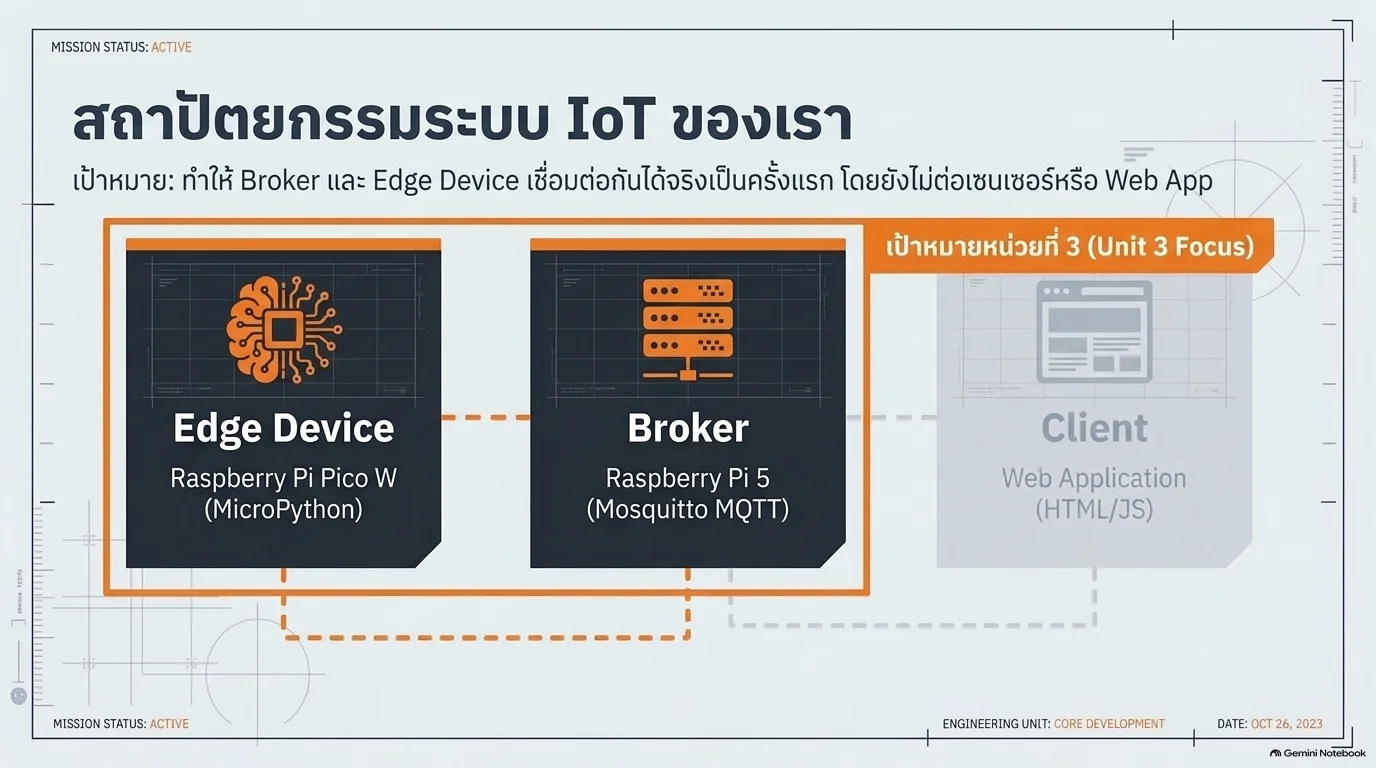 MISSION STATUS: ACTIVE
สถาปัตยกรรมระบบ IoT ของเรา
เป้าหมาย: ทำให้ Broker และ Edge Device เชื่อมต่อกันได้จริงเป็นครั้งแรก โดยยังไม่ต่อเซนเซอร์หรือ Web App
เป้าหมายหน่วยที่ 3 (Unit 3 Focus)
Edge Device
Raspberry Pi Pico W
(MicroPython)
Broker
Raspberry Pi 5
(Mosquitto MQTT)
Client
Web Application
(HTML/JS)
MISSION STATUS: ACTIVE
ENGINEERING UNIT: CORE DEVELOPMENT
DATE: OCT 26, 2023
Gemini Notebook